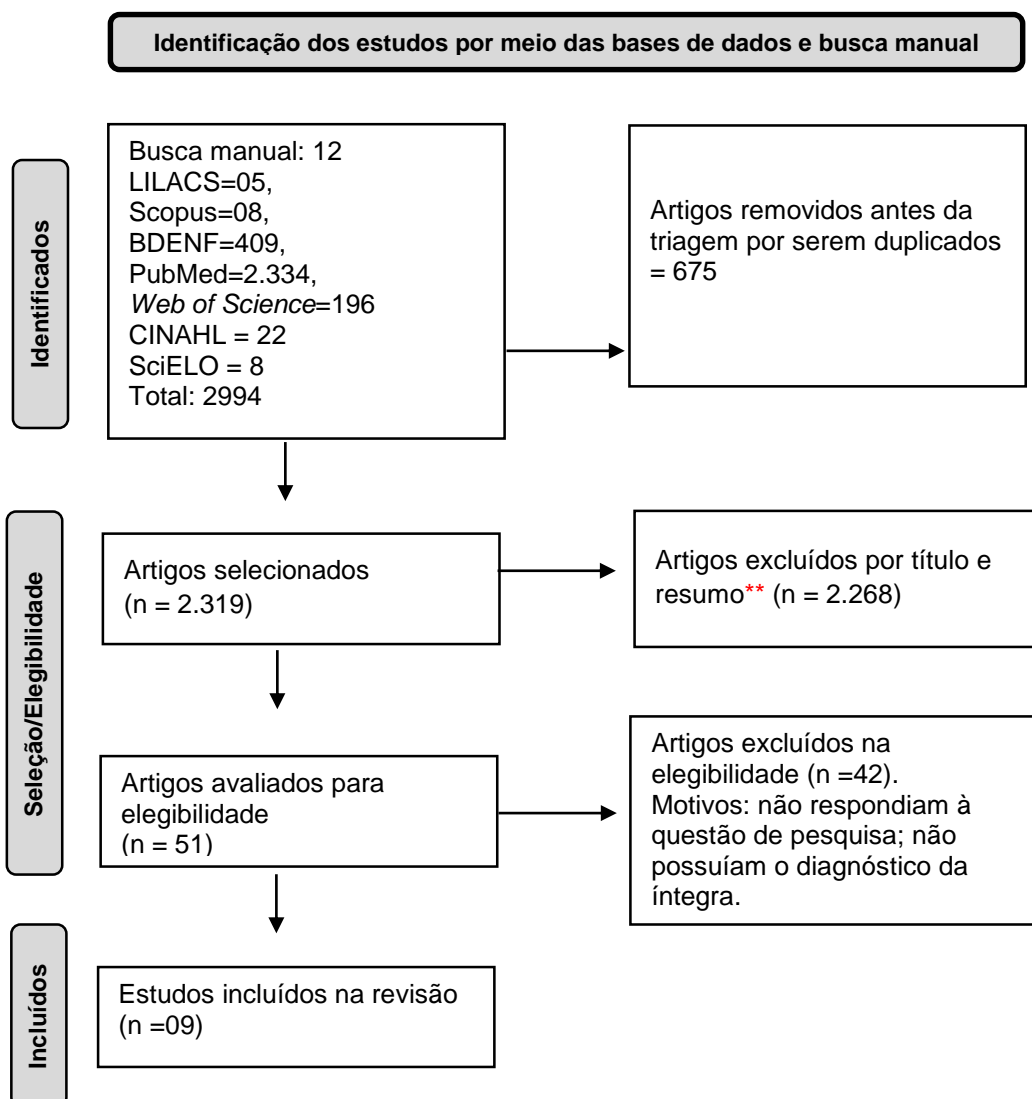 Identificação dos estudos por meio das bases de dados e busca manual
Identificados
Busca manual: 12
LILACS=05,
Scopus=08,
BDENF=409,
PubMed=2.334,
Web of Science=196
CINAHL = 22
SciELO = 8
Total: 2994
Artigos removidos antes da
triagem por serem duplicados
= 675
Seleção/Elegibilidade
Artigos selecionados
(n = 2.319)
Artigos excluídos por título e
resumo** (n = 2.268)
Artigos avaliados para
elegibilidade
(n = 51)
Artigos excluídos na
elegibilidade (n =42).
Motivos: não respondiam à
questão de pesquisa; não
possuíam o diagnóstico da
íntegra.
Incluídos
Estudos incluídos na revisão
(n =09)